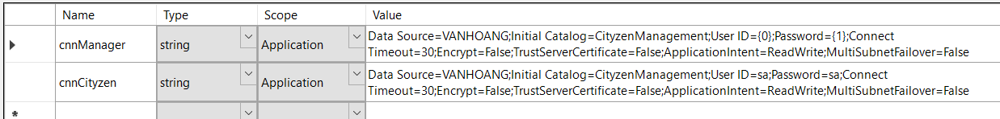 Name Type Scope Value
cnnManager string Application Data Source=VANHOANG;Initial Catalog=CityzenManagement;User ID={0};Password={1};Connect
Timeout=30;Encrypt=False;TrustServerCertificate=False;ApplicationIntent=ReadWrite;MultiSubnetFailover=False
cnnCityzen string Application Data Source=VANHOANG;Initial Catalog=CityzenManagement;User ID=sa;Password=sa;Connect
Timeout=30;Encrypt=False;TrustServerCertificate=False;ApplicationIntent=ReadWrite;MultiSubnetFailover=False
*